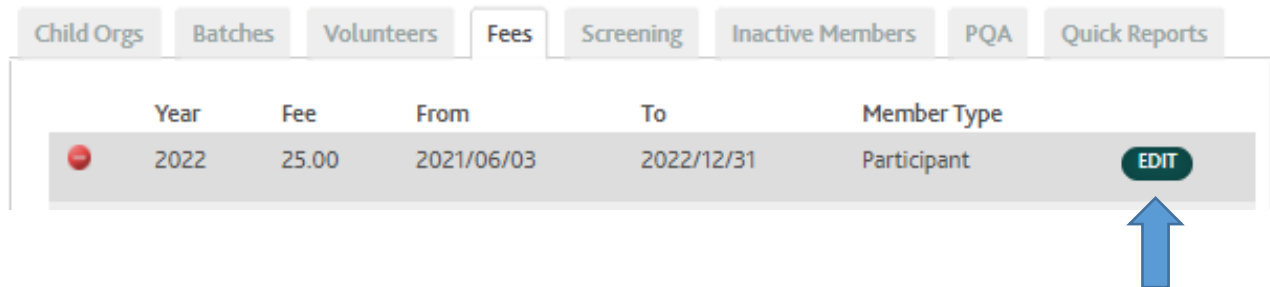 Child Orgs Batches Volunteers Fees Screening Inactive Members PQA Quick Reports
Year Fee From To Member Type
2022 25.00 2021/06/03 2022/12/31 Participant EDIT